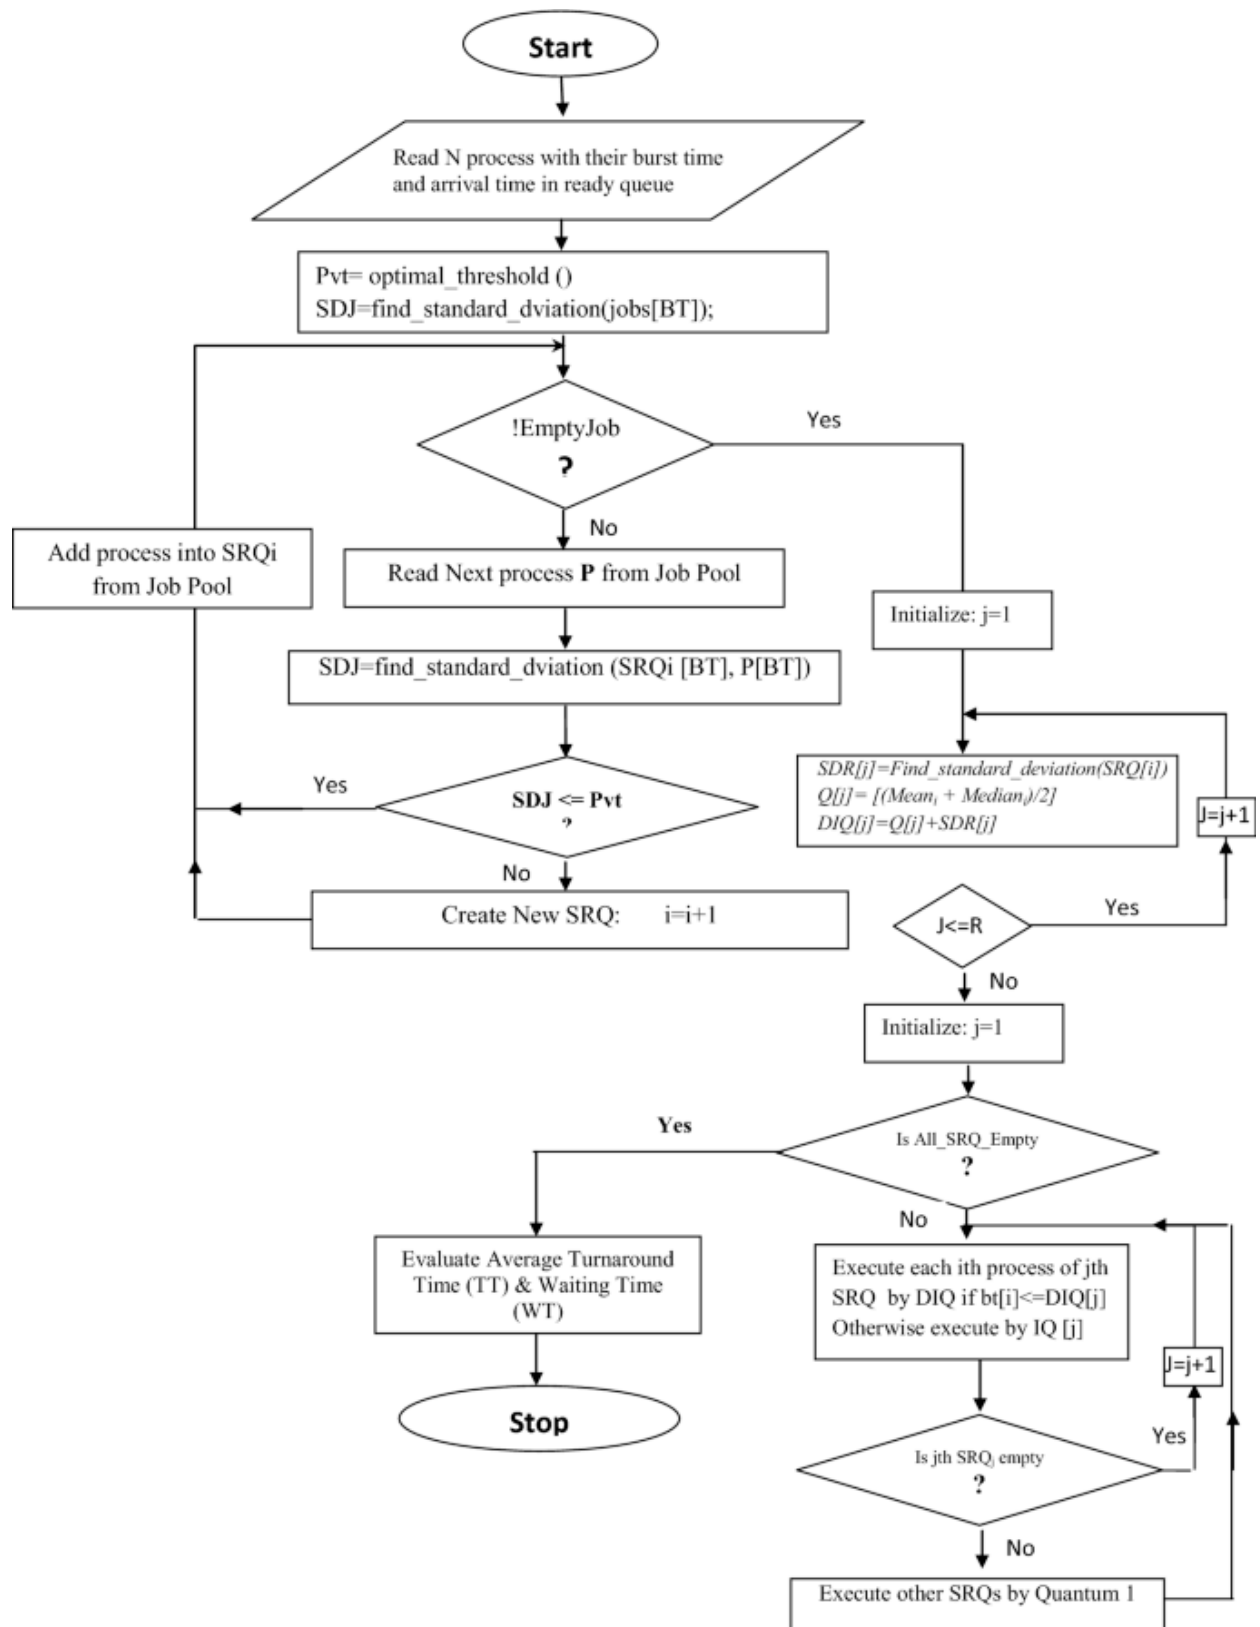 Start
Read N process with their burst time
and arrival time in ready queue
Pvt= optimal_threshold ()
SDJ=find_standard_dviation(jobs[BT]);
!EmptyJob
?
Yes
No
Add process into SRQi
from Job Pool
Read Next process P from Job Pool
Initialize: j=1
SDJ=find_standard_dviation (SRQi [BT], P[BT])
SDR[j]=Find_standard_deviation(SRQ[i])
Q[j]= [(Meanᵢ + Medianᵢ)/2]
DIQ[j]=Q[j]+SDR[j]
J=j+1
Yes
SDJ <= Pvt
?
No
Create New SRQ: i=i+1
J<=R
Yes
No
Initialize: j=1
Is All_SRQ_Empty
?
Yes
No
Evaluate Average Turnaround
Time (TT) & Waiting Time
(WT)
Execute each ith process of jth
SRQ by DIQ if bt[i]<=DIQ[j]
Otherwise execute by IQ [j]
J=j+1
Stop
Is jth SRQⱼ empty
?
Yes
No
Execute other SRQs by Quantum 1